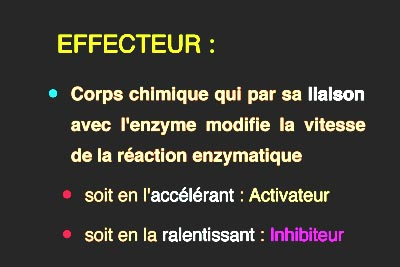 EFFECTEUR :
Corps chimique qui par sa liaison
avec l'enzyme modifie la vitesse
de la réaction enzymatique
soit en l'accélérant : Activateur
soit en la ralentissant : Inhibiteur